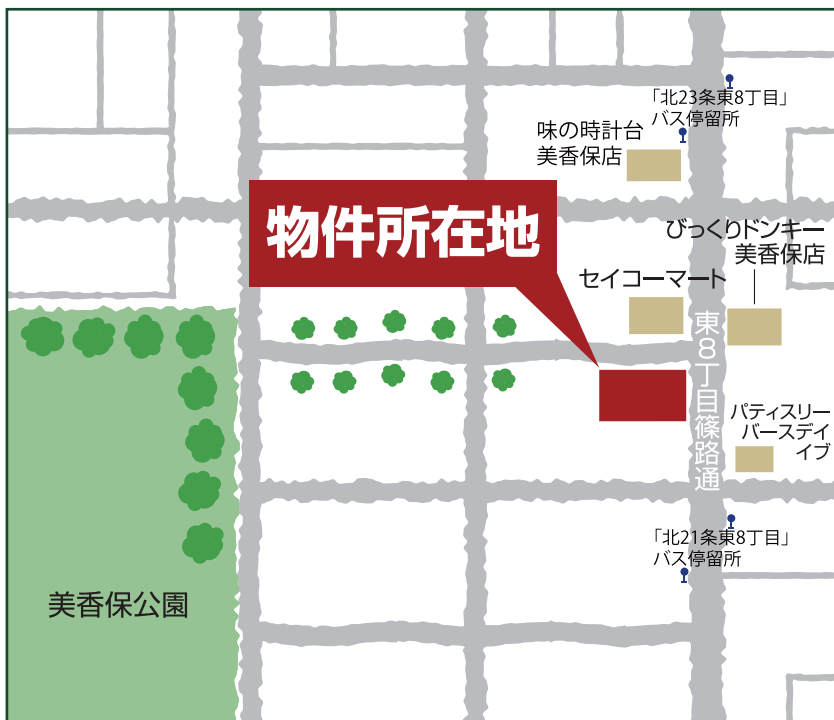 「北23条東8丁目」
バス停留所
味の時計台
美香保店
物件所在地
びっくりドンキー
美香保店
セイコーマート
東8丁目篠路通
パティスリー
バースデイ
イブ
「北21条東8丁目」
バス停留所
美香保公園